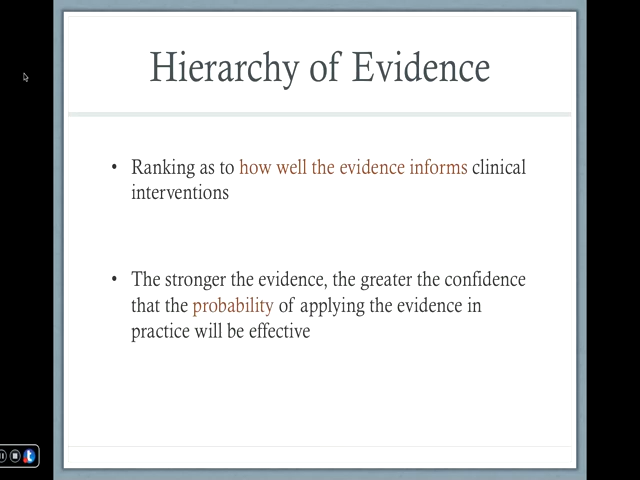 Hierarchy of Evidence
• Ranking as to how well the evidence informs clinical
interventions
• The stronger the evidence, the greater the confidence
that the probability of applying the evidence in
practice will be effective